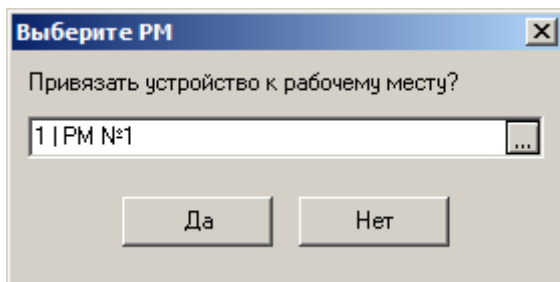 Выберите РМ
Привязать устройство к рабочему месту?
1 | РМ №1
...
Да
Нет